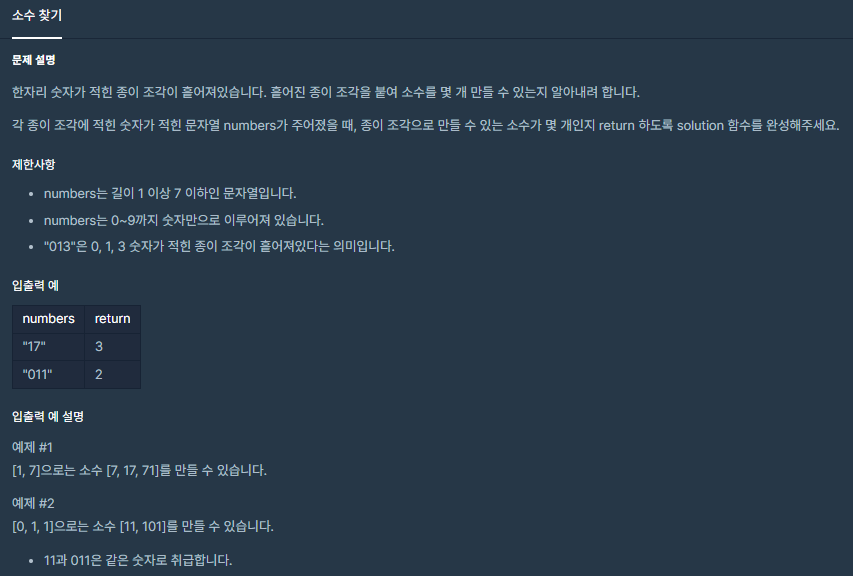 소수 찾기
문제 설명
한자리 숫자가 적힌 종이 조각이 흩어져있습니다. 흩어진 종이 조각을 붙여 소수를 몇 개 만들 수 있는지 알아내려 합니다.
각 종이 조각에 적힌 숫자가 적힌 문자열 numbers가 주어졌을 때, 종이 조각으로 만들 수 있는 소수가 몇 개인지 return 하도록 solution 함수를 완성해주세요.
제한사항
• numbers는 길이 1 이상 7 이하인 문자열입니다.
• numbers는 0~9까지 숫자만으로 이루어져 있습니다.
• "013"은 0, 1, 3 숫자가 적힌 종이 조각이 흩어져있다는 의미입니다.
입출력 예
numbers return
"17" 3
"011" 2
입출력 예 설명
예제 #1
[1, 7]으로는 소수 [7, 17, 71]를 만들 수 있습니다.
예제 #2
[0, 1, 1]으로는 소수 [11, 101]를 만들 수 있습니다.
• 11과 011은 같은 숫자로 취급합니다.